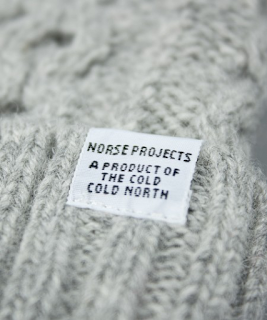 NORSE PROJECTS
A PRODUCT OF
THE COLD
COLD NORTH